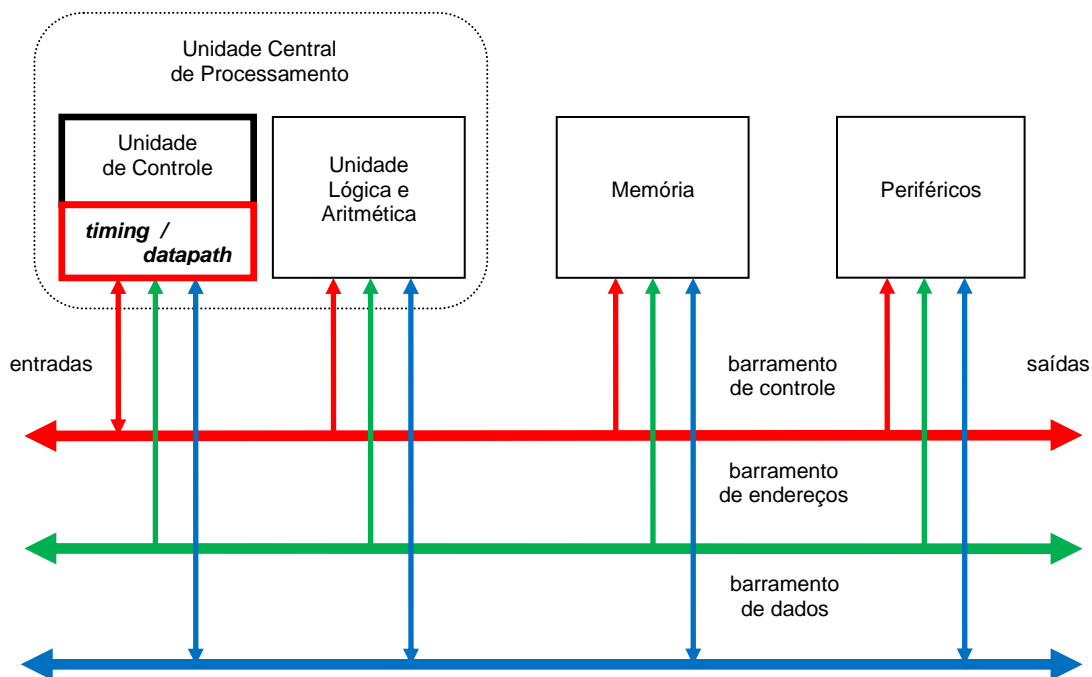 Unidade Central
de Processamento
Unidade
de Controle
timing /
datapath
Unidade
Lógica e
Aritmética
Memória
Periféricos
entradas
barramento
de controle
saídas
barramento
de endereços
barramento
de dados